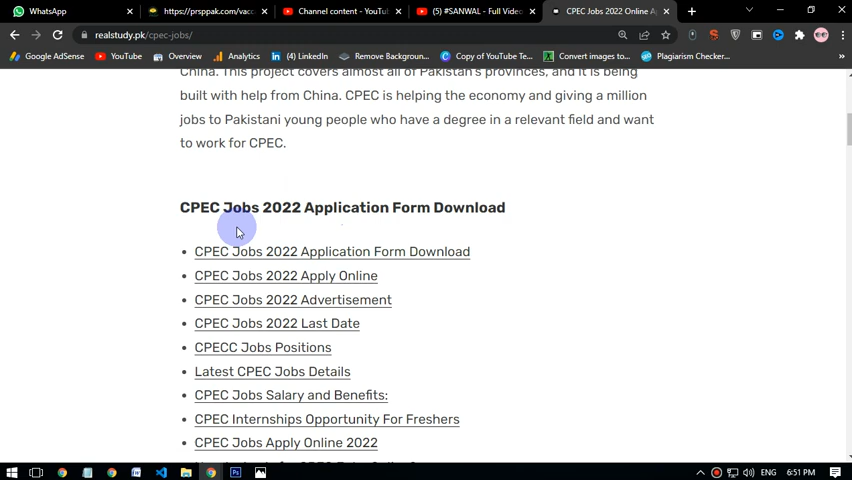 WhatsApp
https://prsppak.com/vacc
Channel content - YouTu
(5) #SANWAL - Full Video
CPEC Jobs 2022 Online A
realstudy.pk/cpec-jobs/
Google AdSense
YouTube
Overview
Analytics
(4) LinkedIn
Remove Backgroun...
Copy of YouTube Te...
Convert images to...
Plagiarism Checker...
China. This project covers almost all of Pakistan's provinces, and it is being
built with help from China. CPEC is helping the economy and giving a million
jobs to Pakistani young people who have a degree in a relevant field and want
to work for CPEC.
CPEC Jobs 2022 Application Form Download
CPEC Jobs 2022 Application Form Download
CPEC Jobs 2022 Apply Online
CPEC Jobs 2022 Advertisement
CPEC Jobs 2022 Last Date
CPECC Jobs Positions
Latest CPEC Jobs Details
CPEC Jobs Salary and Benefits:
CPEC Internships Opportunity For Freshers
CPEC Jobs Apply Online 2022
ENG
6:51 PM